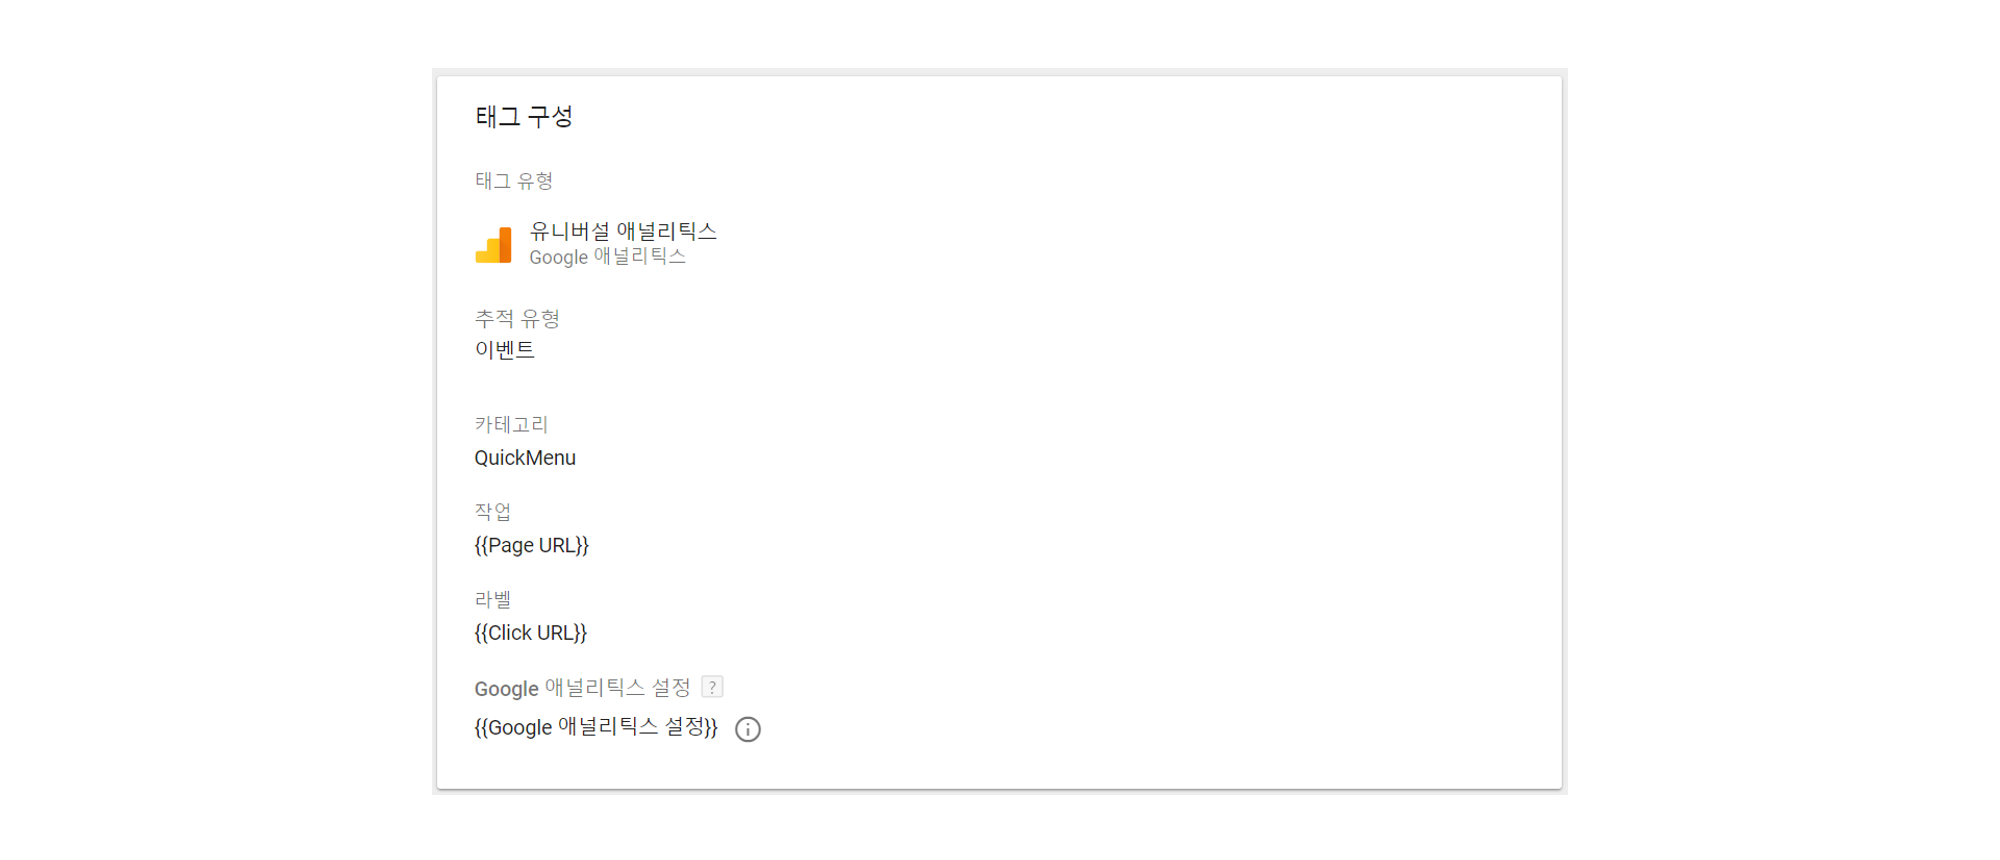 태그 구성
태그 유형
유니버설 애널리틱스
Google 애널리틱스
추적 유형
이벤트
카테고리
QuickMenu
작업
{{Page URL}}
라벨
{{Click URL}}
Google 애널리틱스 설정 ?
{{Google 애널리틱스 설정}}